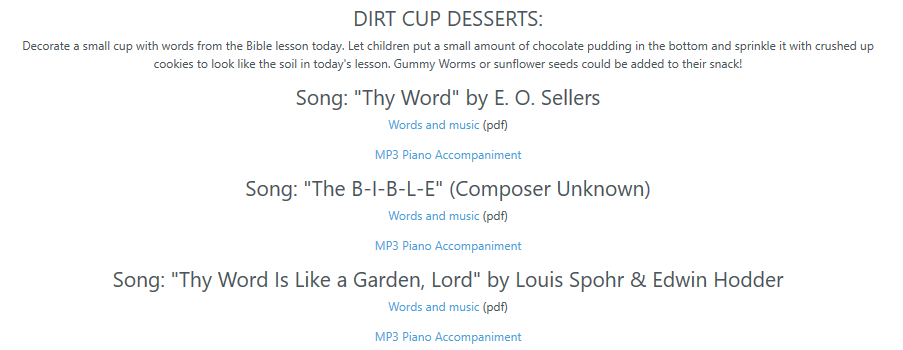 DIRT CUP DESSERTS:
Decorate a small cup with words from the Bible lesson today. Let children put a small amount of chocolate pudding in the bottom and sprinkle it with crushed up
cookies to look like the soil in today's lesson. Gummy Worms or sunflower seeds could be added to their snack!
Song: "Thy Word" by E. O. Sellers
Words and music (pdf)
MP3 Piano Accompaniment
Song: "The B-I-B-L-E" (Composer Unknown)
Words and music (pdf)
MP3 Piano Accompaniment
Song: "Thy Word Is Like a Garden, Lord" by Louis Spohr & Edwin Hodder
Words and music (pdf)
MP3 Piano Accompaniment